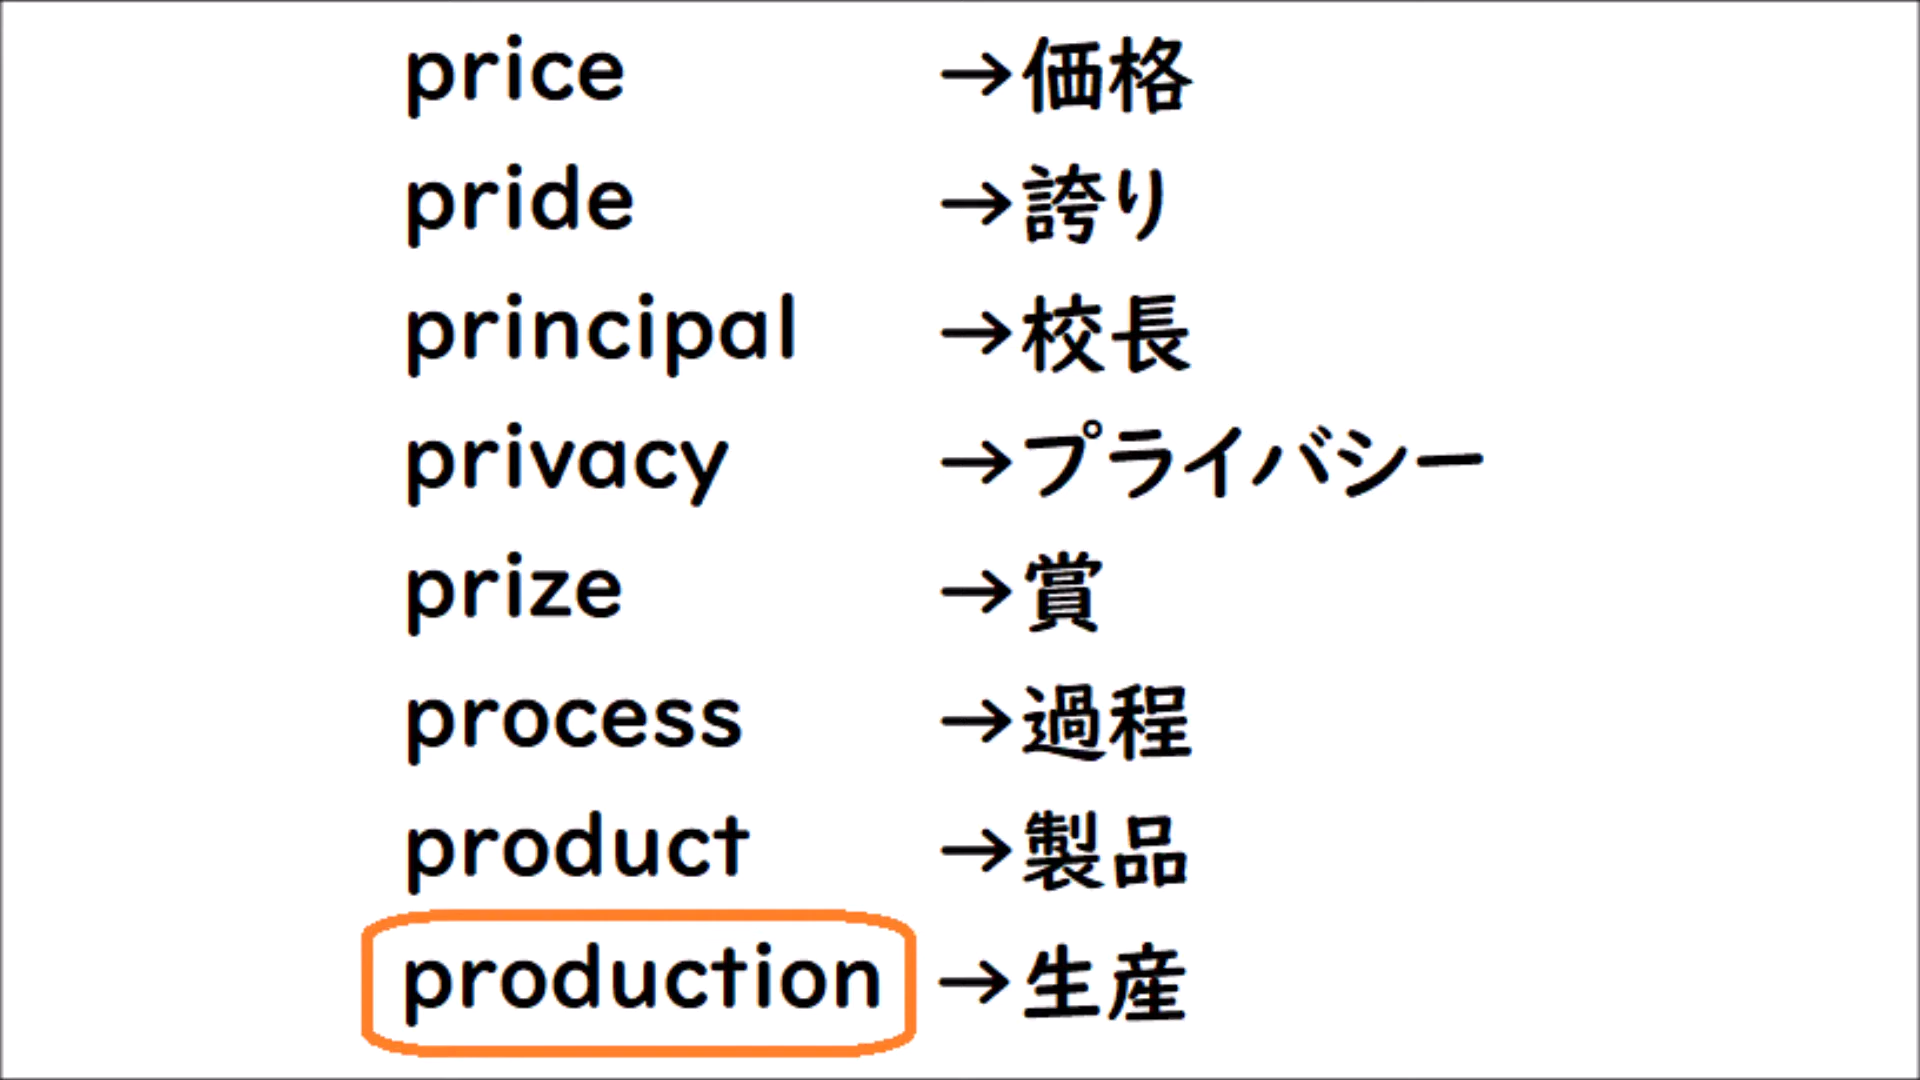 price →価格
pride →誇り
principal →校長
privacy →プライバシー
prize →賞
process →過程
product →製品
production →生産